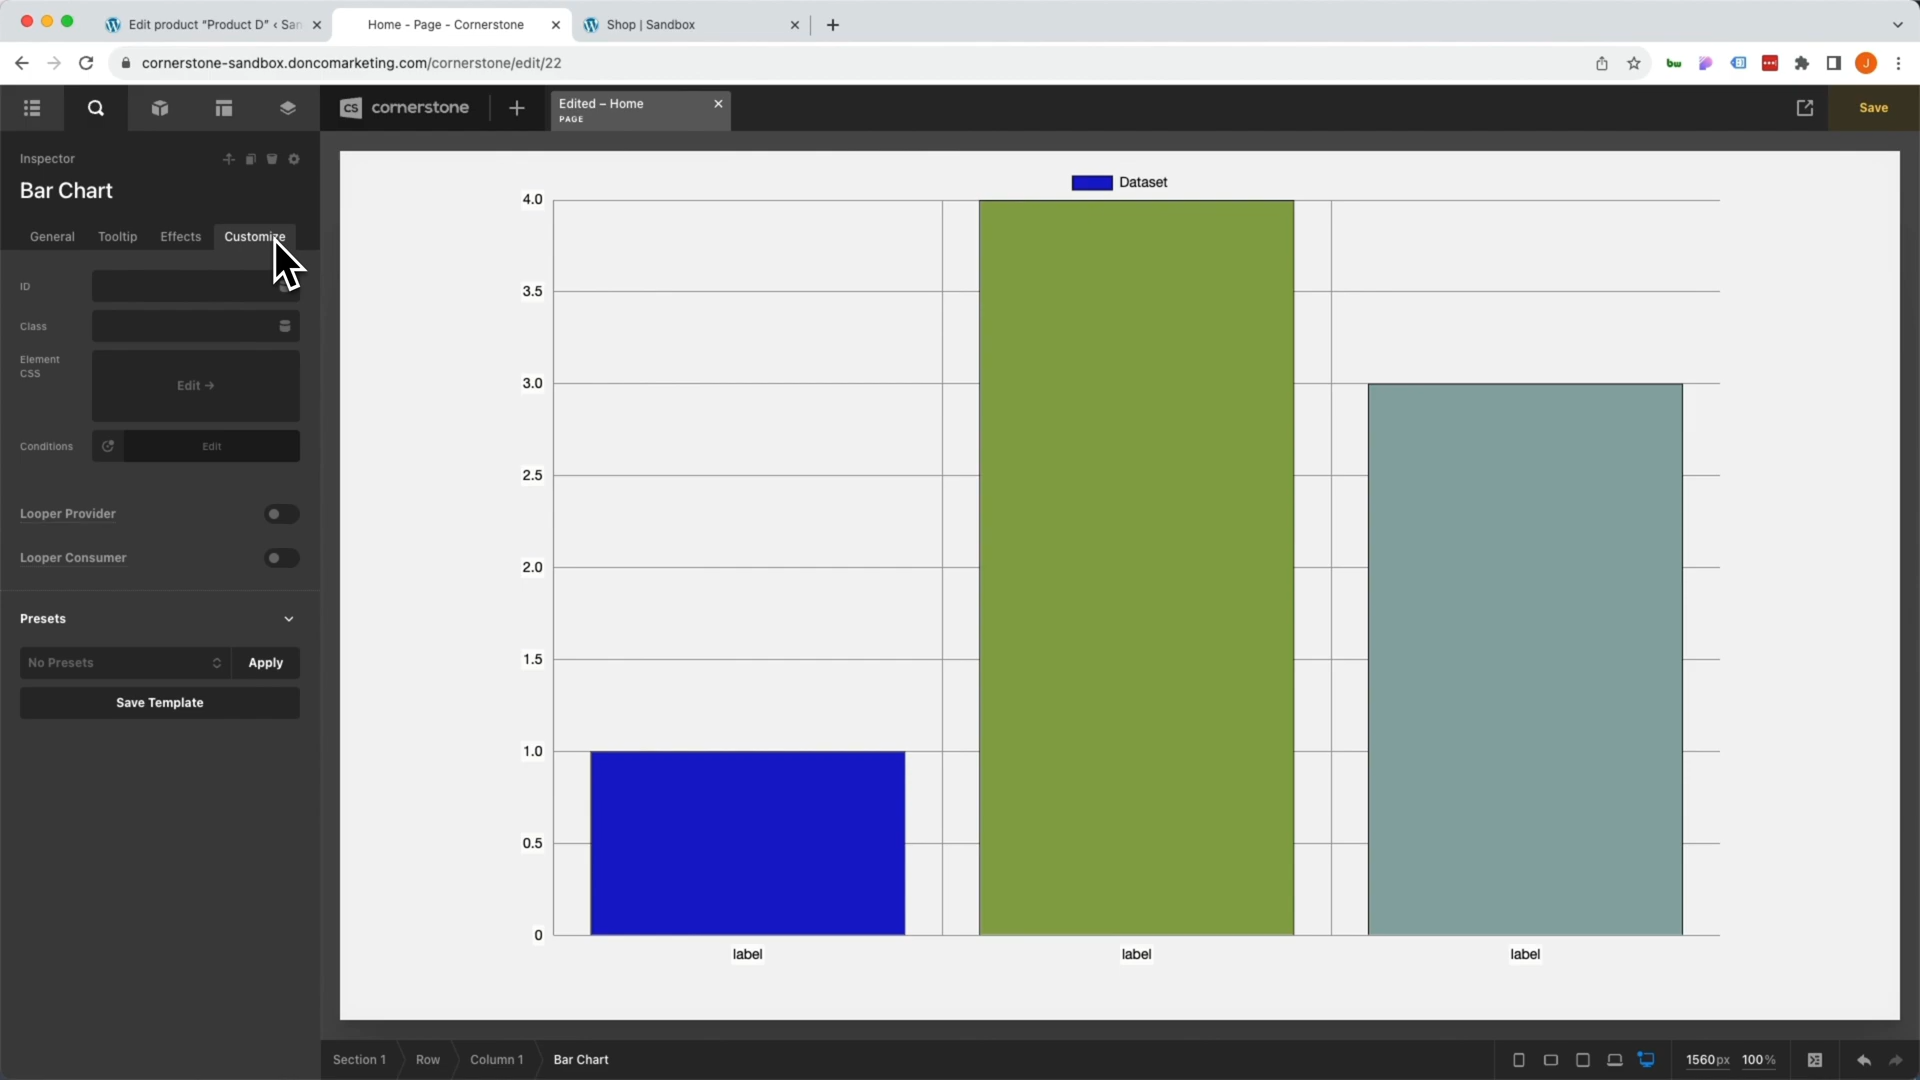 Edit product “Product D” ‹ San
Home - Page - Cornerstone
Shop | Sandbox
cornerstone-sandbox.doncomarketing.com/cornerstone/edit/22
bw
J
cs cornerstone
Edited – Home
PAGE
Save
Inspector
Bar Chart
General
Tooltip
Effects
Customize
ID
Class
Element
CSS
Edit →
Conditions
Edit
Looper Provider
Looper Consumer
Presets
No Presets
Apply
Save Template
Dataset
4.0
3.5
3.0
2.5
2.0
1.5
1.0
0.5
0
label
label
label
Section 1
Row
Column 1
Bar Chart
1560px
100%